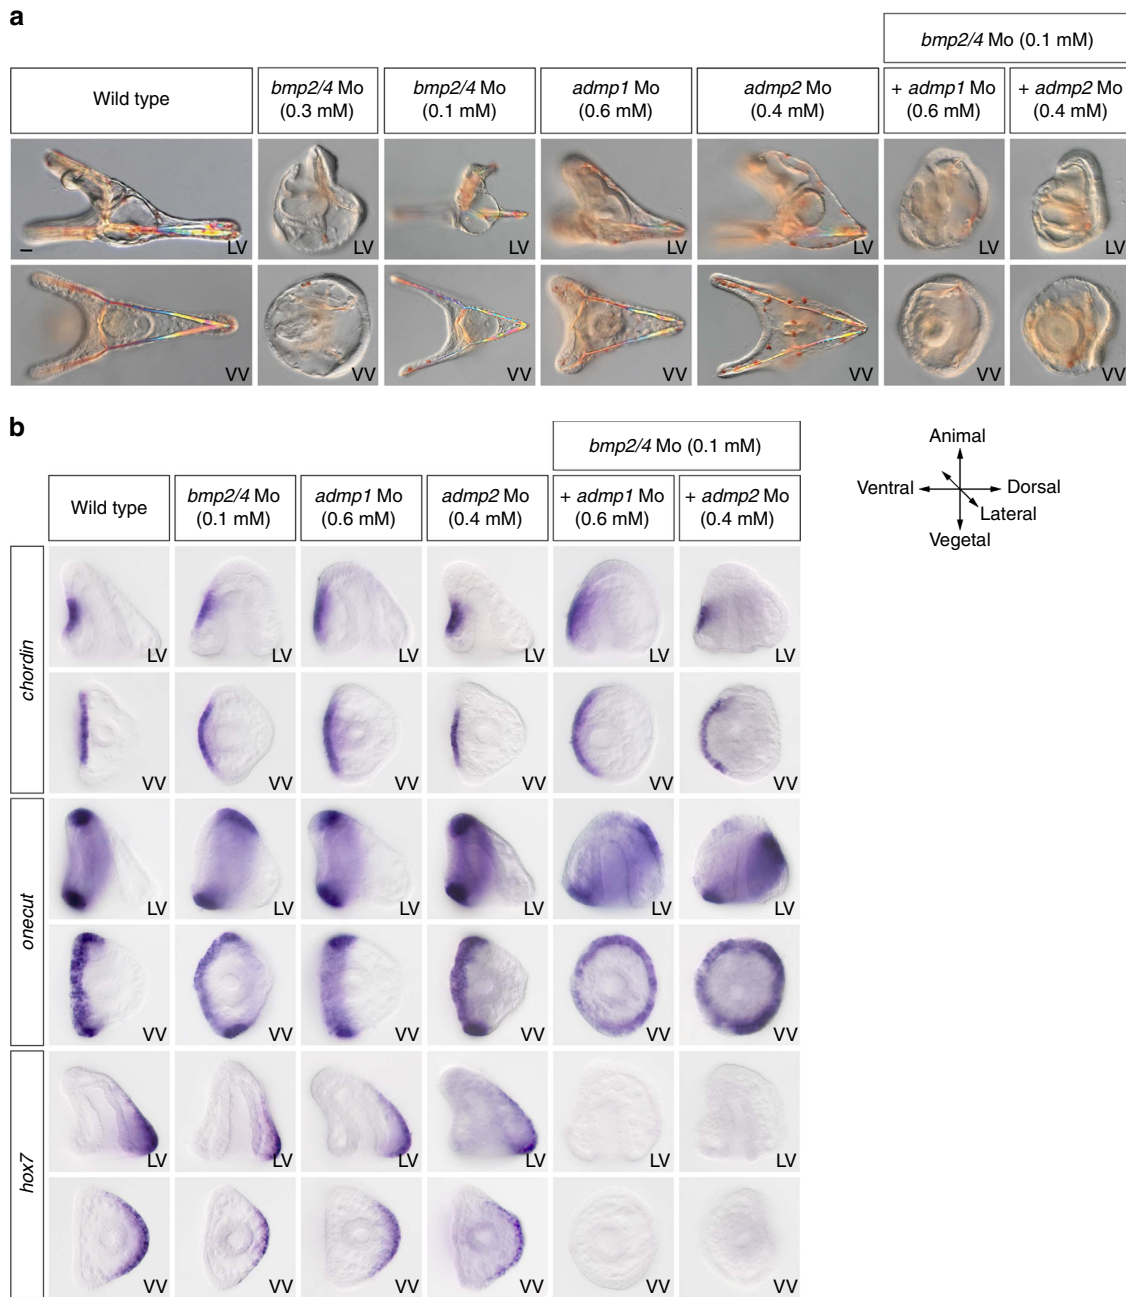 a
bmp2/4 Mo (0.1 mM)
Wild type
bmp2/4 Mo
(0.3 mM)
bmp2/4 Mo
(0.1 mM)
admp1 Mo
(0.6 mM)
admp2 Mo
(0.4 mM)
+ admp1 Mo
(0.6 mM)
+ admp2 Mo
(0.4 mM)
LV LV LV LV LV LV LV
VV VV VV VV VV VV VV
b
bmp2/4 Mo (0.1 mM)
Wild type
bmp2/4 Mo
(0.1 mM)
admp1 Mo
(0.6 mM)
admp2 Mo
(0.4 mM)
+ admp1 Mo
(0.6 mM)
+ admp2 Mo
(0.4 mM)
Animal
Ventral
Dorsal
Lateral
Vegetal
chordin
LV LV LV LV LV LV
VV VV VV VV VV VV
onecut
LV LV LV LV LV LV
VV VV VV VV VV VV
hox7
LV LV LV LV LV LV
VV VV VV VV VV VV